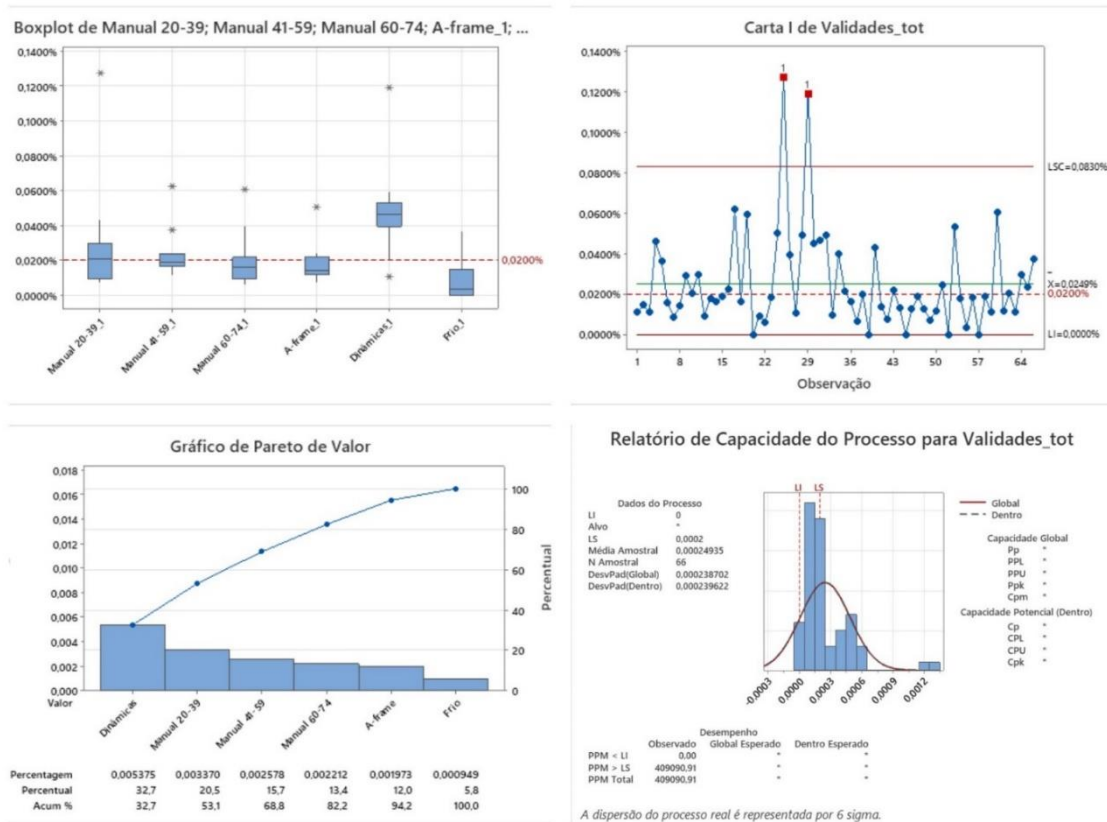 Boxplot de Manual 20-39; Manual 41-59; Manual 60-74; A-frame_1; ...
0,1400%
0,1200%
0,1000%
0,0800%
0,0600%
0,0400%
0,0200%
0,0000%
0,0200%
Manual 20-39_1
Manual 41-59_1
Manual 60-74_1
A-frame_1
Dinâmicas_1
Frio_1
Carta I de Validades_tot
0,1400%
0,1200%
0,1000%
0,0800%
0,0600%
0,0400%
0,0200%
0,0000%
1
1
LSC=0,0830%
X=0,0249%
0,0200%
LI=0,0000%
1 8 15 22 29 36 43 50 57 64
Observação
Gráfico de Pareto de Valor
0,018
0,016
0,014
0,012
0,010
0,008
0,006
0,004
0,002
0,000
100
80
60
40
20
0
Percentual
Valor
Dinâmicas
Manual 20-39
Manual 41-59
Manual 60-74
A-frame
Frio
Percentagem 0,005375 0,003370 0,002578 0,002212 0,001973 0,000949
Percentual 32,7 20,5 15,7 13,4 12,0 5,8
Acum % 32,7 53,1 68,8 82,2 94,2 100,0
Relatório de Capacidade do Processo para Validades_tot
Dados do Processo
LI 0
Alvo *
LS 0,0002
Média Amostral 0,00024935
N Amostral 66
DesvPad(Global) 0,000238702
DesvPad(Dentro) 0,000239622
LI LS
-0,0003 0,0000 0,0003 0,0006 0,0009 0,0012
Global
Dentro
Capacidade Global
Pp *
PPL *
PPU *
Ppk *
Cpm *
Capacidade Potencial (Dentro)
Cp *
CPL *
CPU *
Cpk *
Desempenho
Observado Global Esperado Dentro Esperado
PPM < LI 0,00 * *
PPM > LS 409090,91 * *
PPM Total 409090,91 * *
A dispersão do processo real é representada por 6 sigma.